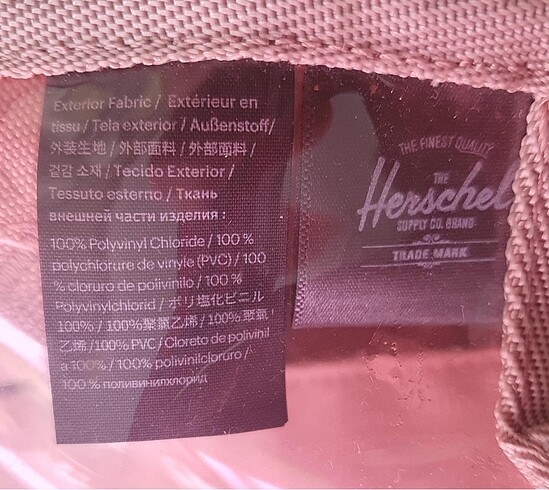 Exterior Fabric / Extérieur en
tissu / Tela exterior / Außenstoff/
外装生地 / 外部面料 / 外部面料 /
겉감 소재 / Tecido Exterior /
Tessuto esterno / Ткань
внешней части изделия :
100% Polyvinyl Chloride / 100 %
polychlorure de vinyle (PVC) / 100
% cloruro de polivinilo / 100 %
Polyvinylchlorid / ポリ塩化ビニル
100% / 100%聚氯乙烯 / 100% 聚氯
乙烯 /100% PVC / Cloreto de polivinil
a 100% / 100% polivinilcloruro /
100 % поливинилхлорид
THE FINEST QUALITY
THE
Herschel
SUPPLY CO. BRAND
TRADE MARK